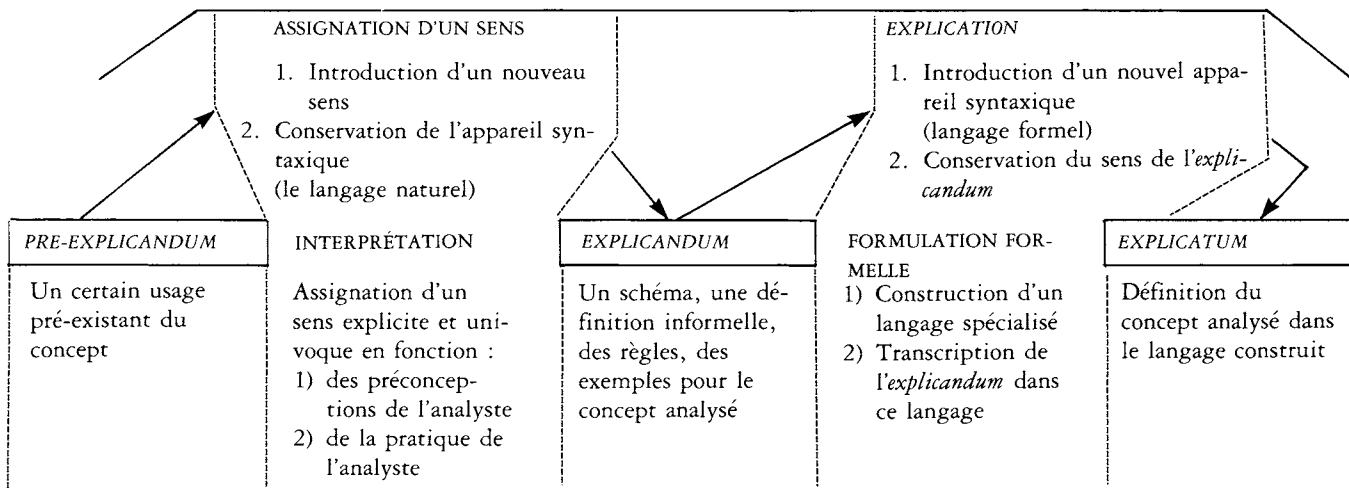 ASSIGNATION D'UN SENS
1. Introduction d'un nouveau
sens
2. Conservation de l'appareil syn-
taxique
(le langage naturel)
EXPLICATION
1. Introduction d'un nouvel appa-
reil syntaxique
(langage formel)
2. Conservation du sens de l'expli-
candum
PRE-EXPLICANDUM
Un certain usage
pré-existant du
concept
INTERPRÉTATION
Assignation d'un
sens explicite et uni-
voque en fonction :
1) des préconcep-
tions de l'analyste
2) de la pratique de
l'analyste
EXPLICANDUM
Un schéma, une dé-
finition informelle,
des règles, des
exemples pour le
concept analysé
FORMULATION FOR-
MELLE
1) Construction d'un
langage spécialisé
2) Transcription de
l'explicandum dans
ce langage
EXPLICATUM
Définition du
concept analysé dans
le langage construit